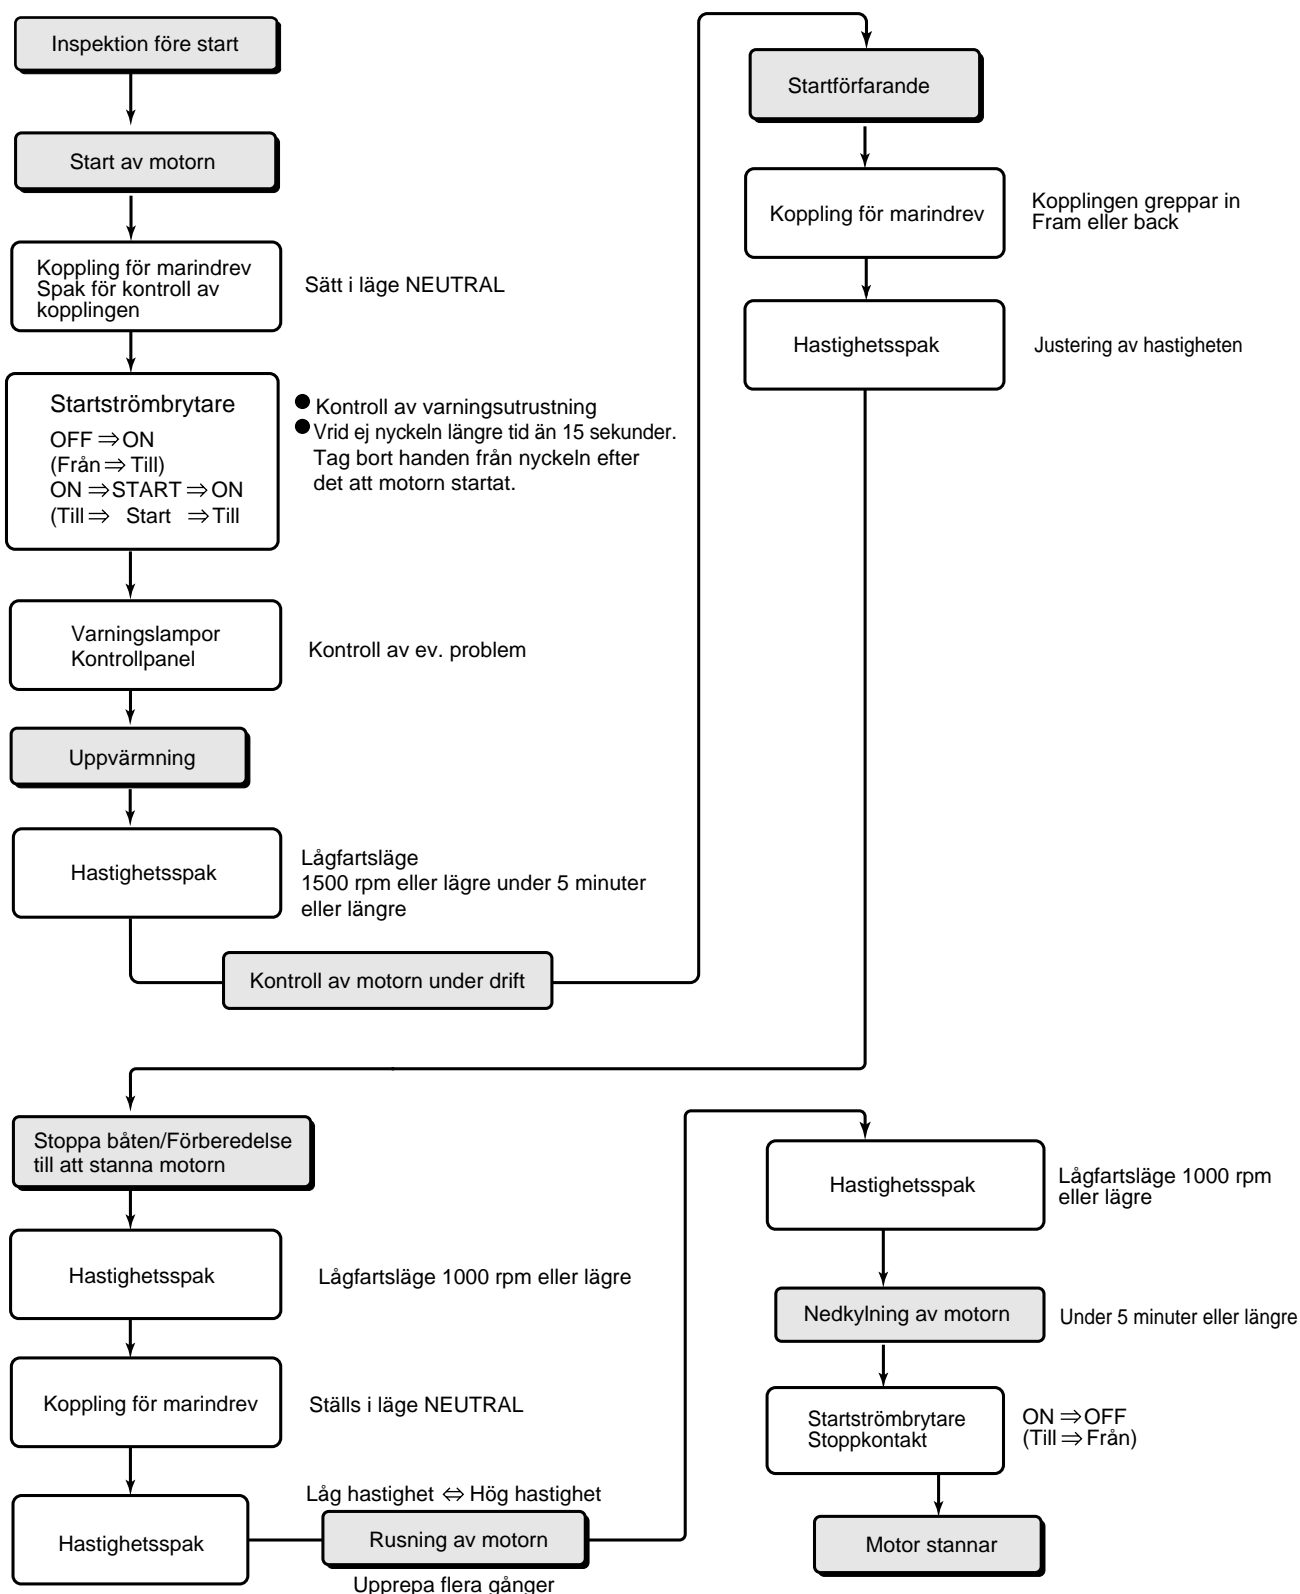 Inspektion före start
Start av motorn
Koppling för marindrev
Spak för kontroll av
kopplingen
Sätt i läge NEUTRAL
Startströmbrytare
OFF ⇒ ON
(Från ⇒ Till)
ON ⇒ START ⇒ ON
(Till ⇒ Start ⇒ Till
● Kontroll av varningsutrustning
● Vrid ej nyckeln längre tid än 15 sekunder.
Tag bort handen från nyckeln efter
det att motorn startat.
Varningslampor
Kontrollpanel
Kontroll av ev. problem
Uppvärmning
Hastighetsspak
Lågfartsläge
1500 rpm eller lägre under 5 minuter
eller längre
Kontroll av motorn under drift
Startförfarande
Koppling för marindrev
Kopplingen greppar in
Fram eller back
Hastighetsspak
Justering av hastigheten
Stoppa båten/Förberedelse
till att stanna motorn
Hastighetsspak
Lågfartsläge 1000 rpm eller lägre
Koppling för marindrev
Ställs i läge NEUTRAL
Hastighetsspak
Låg hastighet ⇔ Hög hastighet
Rusning av motorn
Upprepa flera gånger
Hastighetsspak
Lågfartsläge 1000 rpm
eller lägre
Nedkylning av motorn
Under 5 minuter eller längre
Startströmbrytare
Stoppkontakt
ON ⇒ OFF
(Till ⇒ Från)
Motor stannar